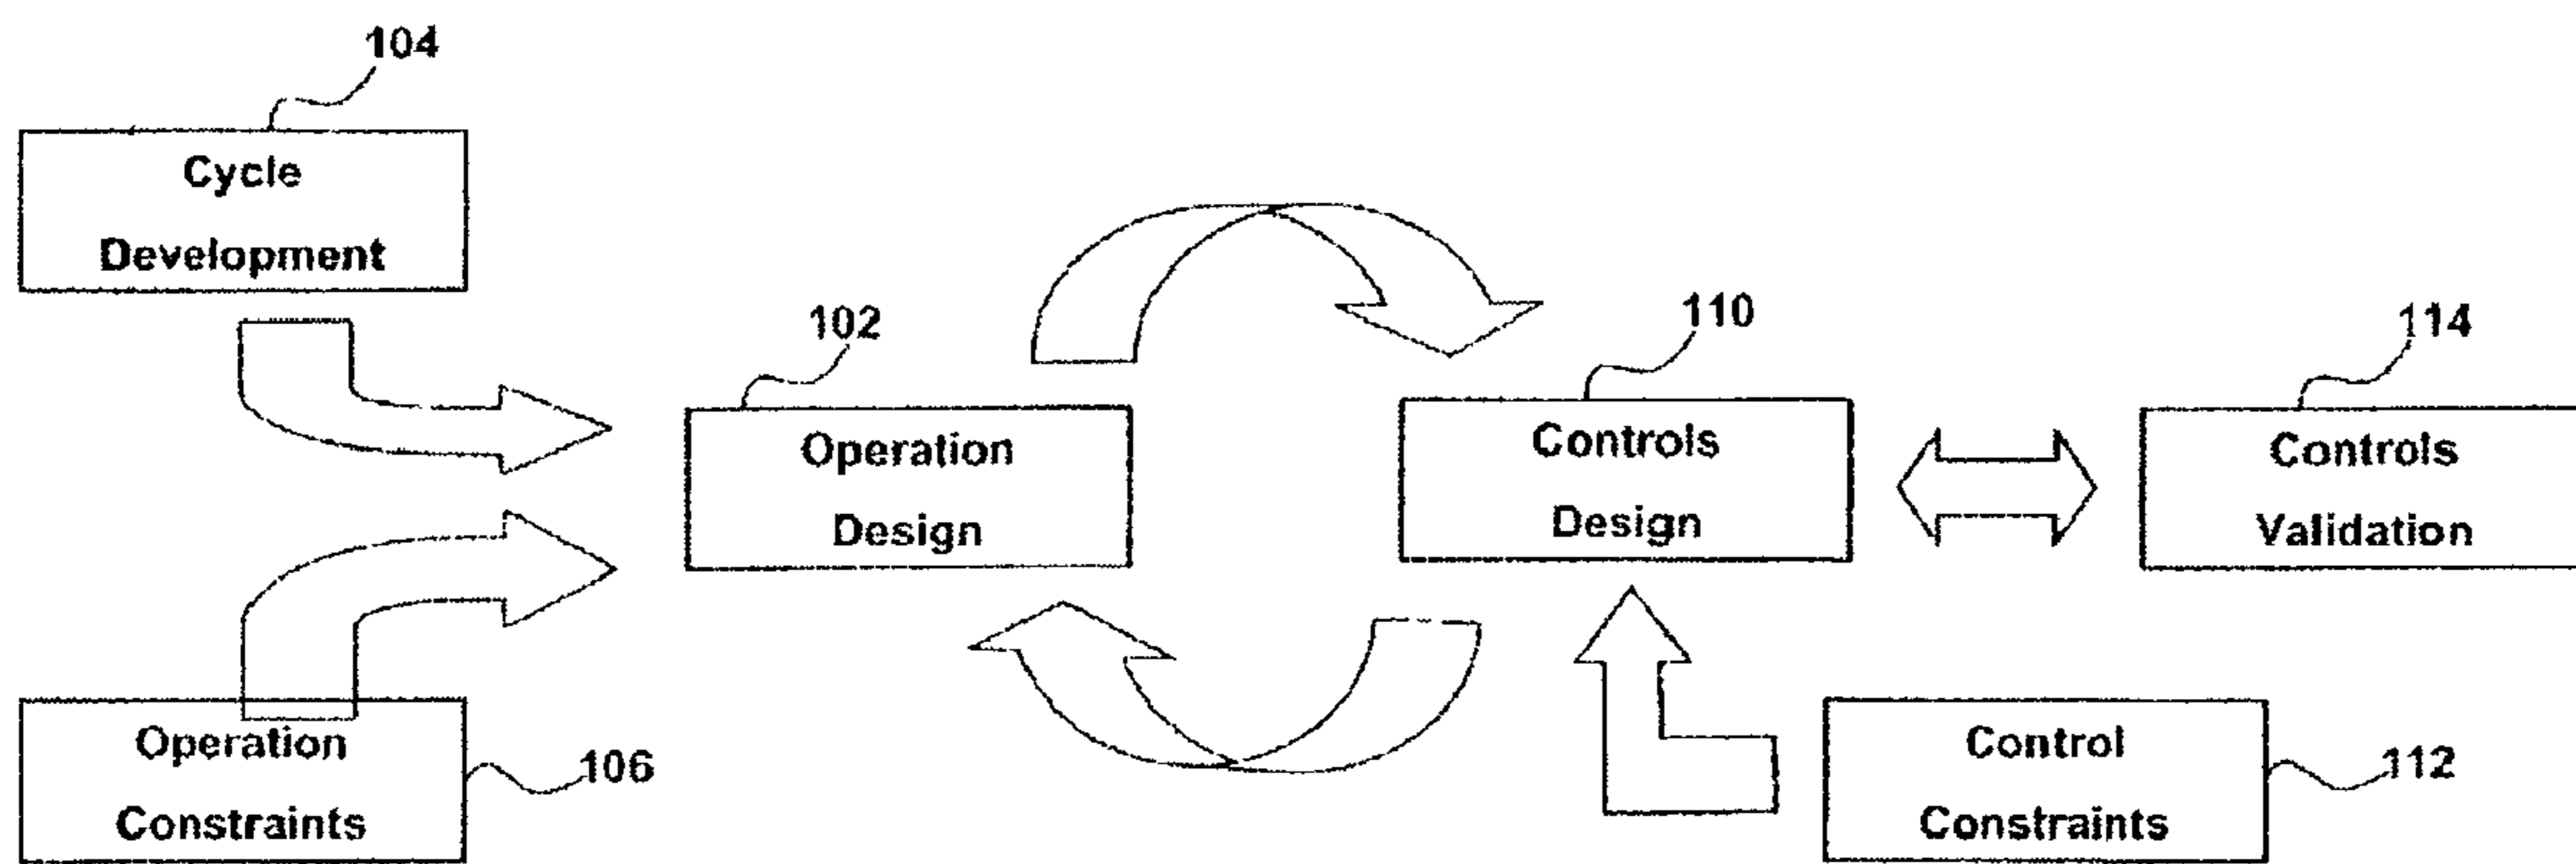 104
Cycle
Development
102
Operation
Design
110
Controls
Design
114
Controls
Validation
Operation
Constraints
106
Control
Constraints
112